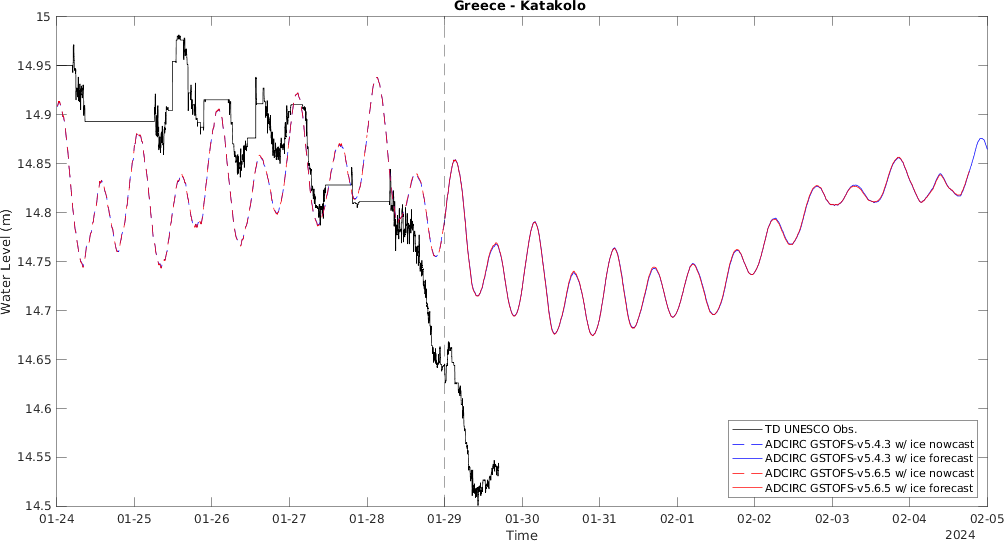 Greece - Katakolo
15
14.95
14.9
14.85
14.8
14.75
14.7
14.65
14.6
14.55
14.5
Water Level (m)
TD UNESCO Obs.
ADCIRC GSTOFS-v5.4.3 w/ ice nowcast
ADCIRC GSTOFS-v5.4.3 w/ ice forecast
ADCIRC GSTOFS-v5.6.5 w/ ice nowcast
ADCIRC GSTOFS-v5.6.5 w/ ice forecast
01-24 01-25 01-26 01-27 01-28 01-29 01-30 01-31 02-01 02-02 02-03 02-04 02-05
Time
2024